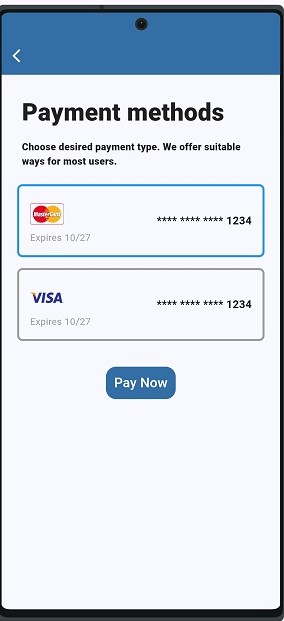 Payment methods
Choose desired payment type. We offer suitable
ways for most users.
MasterCard
**** **** **** 1234
Expires 10/27
VISA
**** **** **** 1234
Expires 10/27
Pay Now